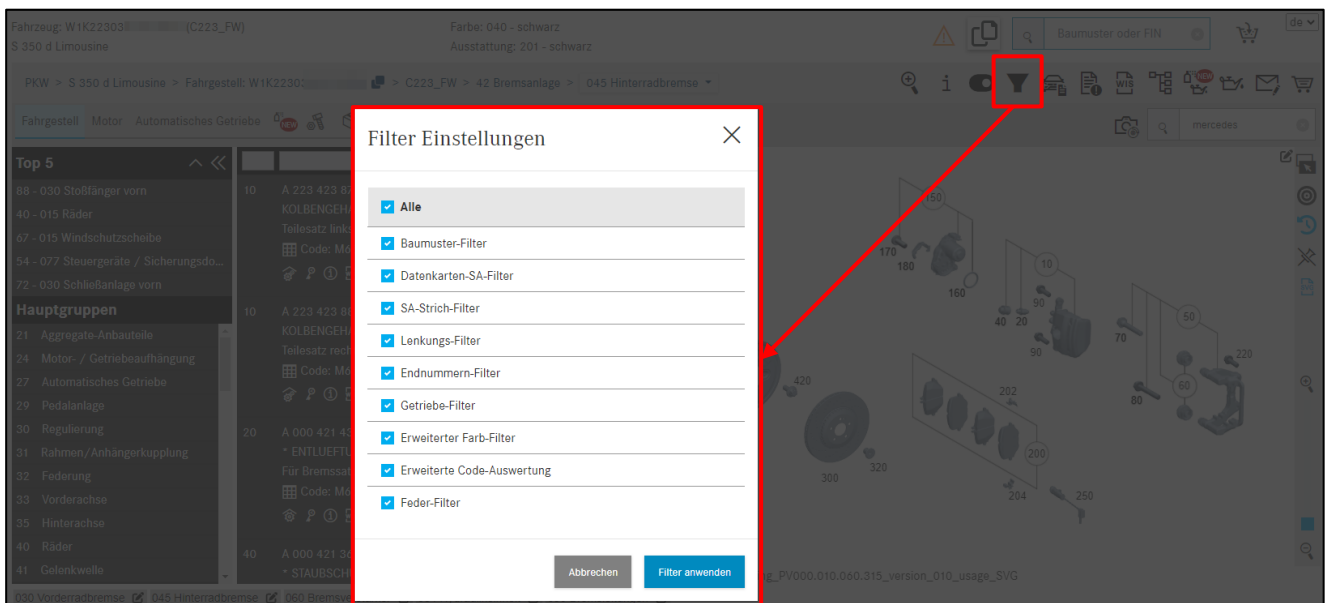 Fahrzeug: W1K22303 (C223_FW)
S 350 d Limousine
Farbe: 040 - schwarz
Ausstattung: 201 - schwarz
Baumuster oder FIN
de
PKW > S 350 d Limousine > Fahrgestell: W1K22303 > C223_FW > 42 Bremsanlage > 045 Hinterradbremse
i
WIS
NEW
Fahrgestell Motor Automatisches Getriebe
NEW
mercedes
Top 5
88 - 030 Stoßfänger vorn
40 - 015 Räder
67 - 015 Windschutzscheibe
54 - 077 Steuergeräte / Sicherungsdo...
72 - 030 Schließanlage vorn
Hauptgruppen
21 Aggregate-Anbauteile
24 Motor- / Getriebeaufhängung
27 Automatisches Getriebe
29 Pedalanlage
30 Regulierung
31 Rahmen/Anhängerkupplung
32 Federung
33 Vorderachse
35 Hinterachse
40 Räder
41 Gelenkwelle
10 A 223 423 8
KOLBENGEH
Teilesatz links
Code: M
10 A 223 423 8
KOLBENGEH
Teilesatz rech
Code: M
20 A 000 421 4
* ENTLUEFTU
Für Bremssat
Code: M
40 A 000 421 3
* STAUBSCH
Filter Einstellungen
Alle
Baumuster-Filter
Datenkarten-SA-Filter
SA-Strich-Filter
Lenkungs-Filter
Endnummern-Filter
Getriebe-Filter
Erweiterter Farb-Filter
Erweiterte Code-Auswertung
Feder-Filter
Abbrechen
Filter anwenden
150
170
180
160
10
90
40 20
90
50
70
220
60
80
420
202
200
320
300
204
250
g_PV000.010.060.315_version_010_usage_SVG
030 Vorderradbremse 045 Hinterradbremse 060 Bremsve